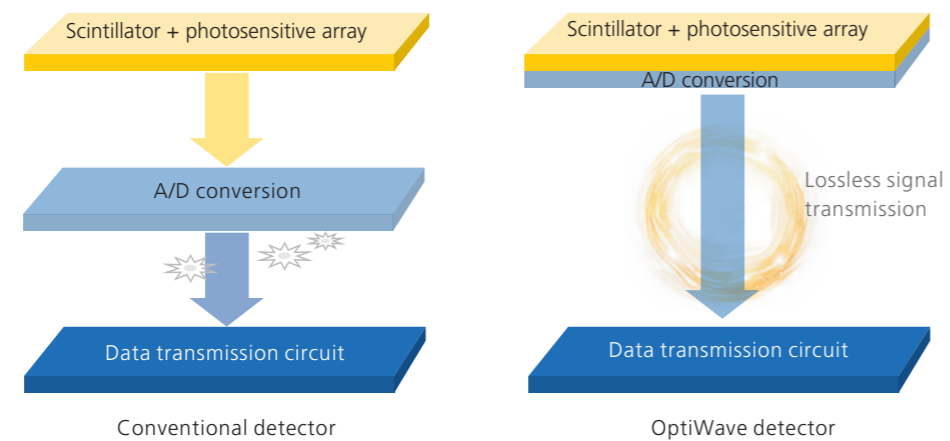 Scintillator + photosensitive array
A/D conversion
Data transmission circuit
Conventional detector
Scintillator + photosensitive array
A/D conversion
Lossless signal
transmission
Data transmission circuit
OptiWave detector